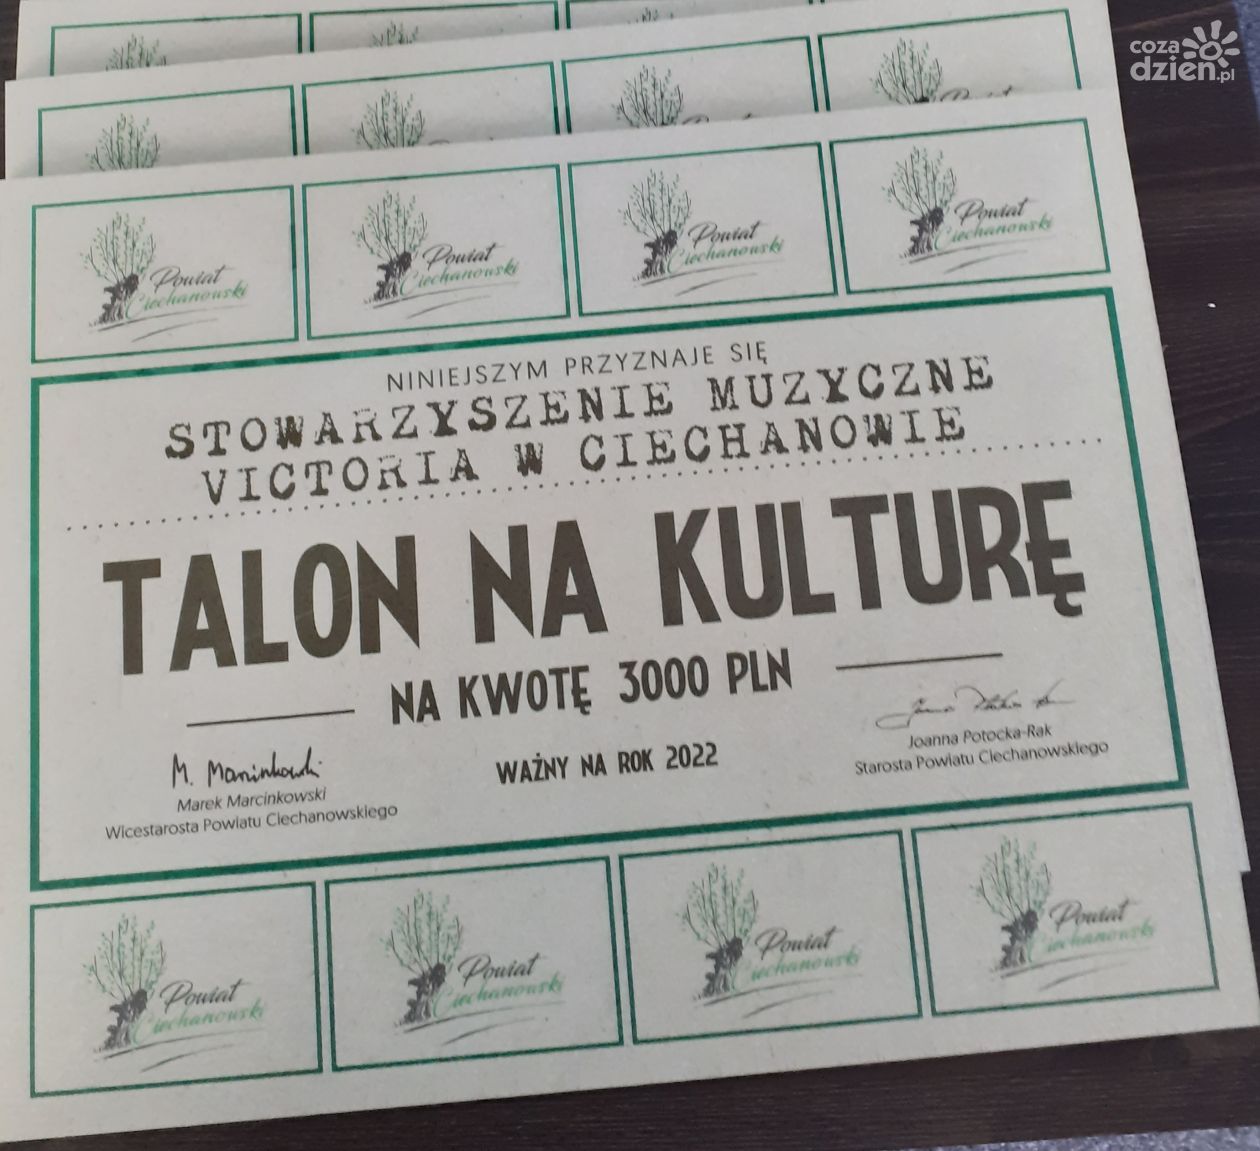 coza
dzien.pl
Powiat
Ciechanowski
Powiat
Ciechanowski
Powiat
Ciechanowski
Powiat
Ciechanowski
NINIEJSZYM PRZYZNAJE SIĘ
STOWARZYSZENIE MUZYCZNE
VICTORIA W CIECHANOWIE
TALON NA KULTURĘ
NA KWOTĘ 3000 PLN
WAŻNY NA ROK 2022
M. Marcinkowski
Marek Marcinkowski
Wicestarosta Powiatu Ciechanowskiego
Joanna Potocka-Rak
Starosta Powiatu Ciechanowskiego
Powiat
Ciechanowski
Powiat
Ciechanowski
Powiat
Ciechanowski
Powiat
Ciechanowski